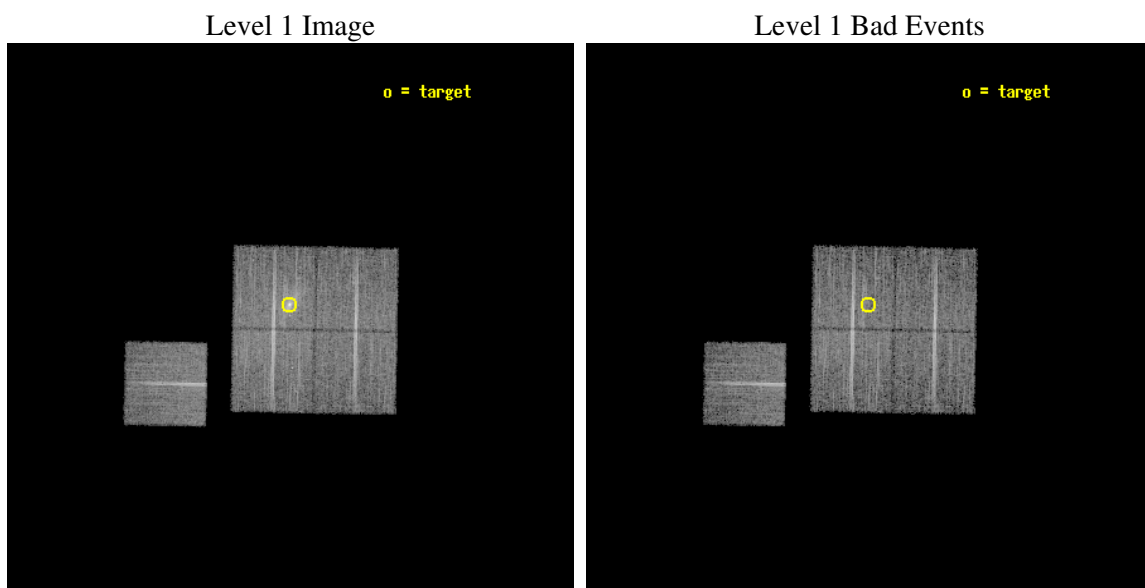 Level 1 Image
Level 1 Bad Events
o = target
o = target